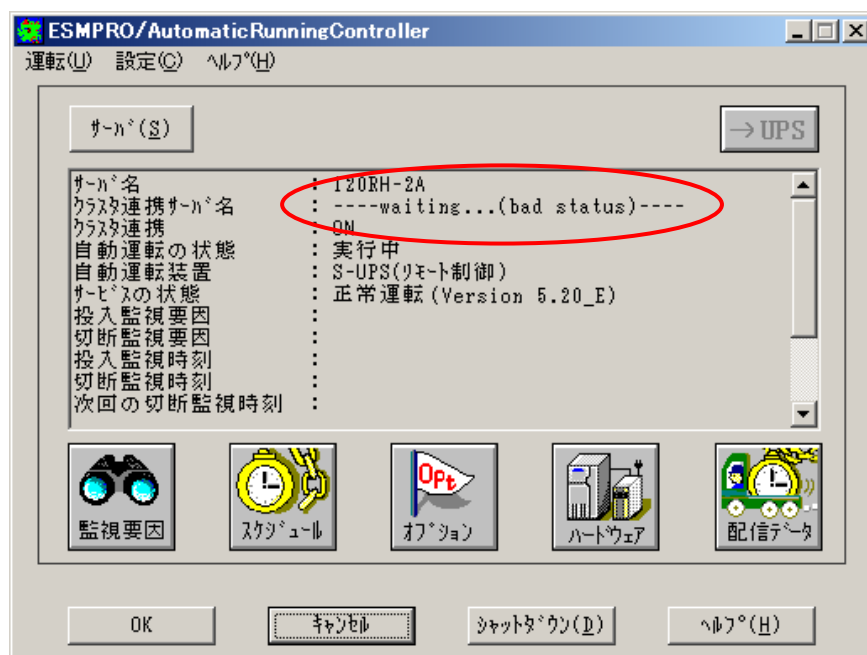 ESMPRO/AutomaticRunningController
運転(U) 設定(C) ﾍﾙﾌﾟ(H)
ｻｰﾊﾞ(S)
→UPS
ｻｰﾊﾞ名 : I20RH-2A
ｸﾗｽﾀ連携ｻｰﾊﾞ名 : ----waiting...(bad status)----
ｸﾗｽﾀ連携 : ON
自動運転の状態 : 実行中
自動運転装置 : S-UPS(ﾘﾓｰﾄ制御)
ｻｰﾋﾞｽの状態 : 正常運転(Version 5.20_E)
投入監視要因 :
切断監視要因 :
投入監視時刻 :
切断監視時刻 :
次回の切断監視時刻 :
Opt
監視要因 ｽｹｼﾞｭｰﾙ ｵﾌﾟｼｮﾝ ﾊｰﾄﾞｳｪｱ 配信ﾃﾞｰﾀ
OK ｷｬﾝｾﾙ ｼｬｯﾄﾀﾞｳﾝ(D) ﾍﾙﾌﾟ(H)